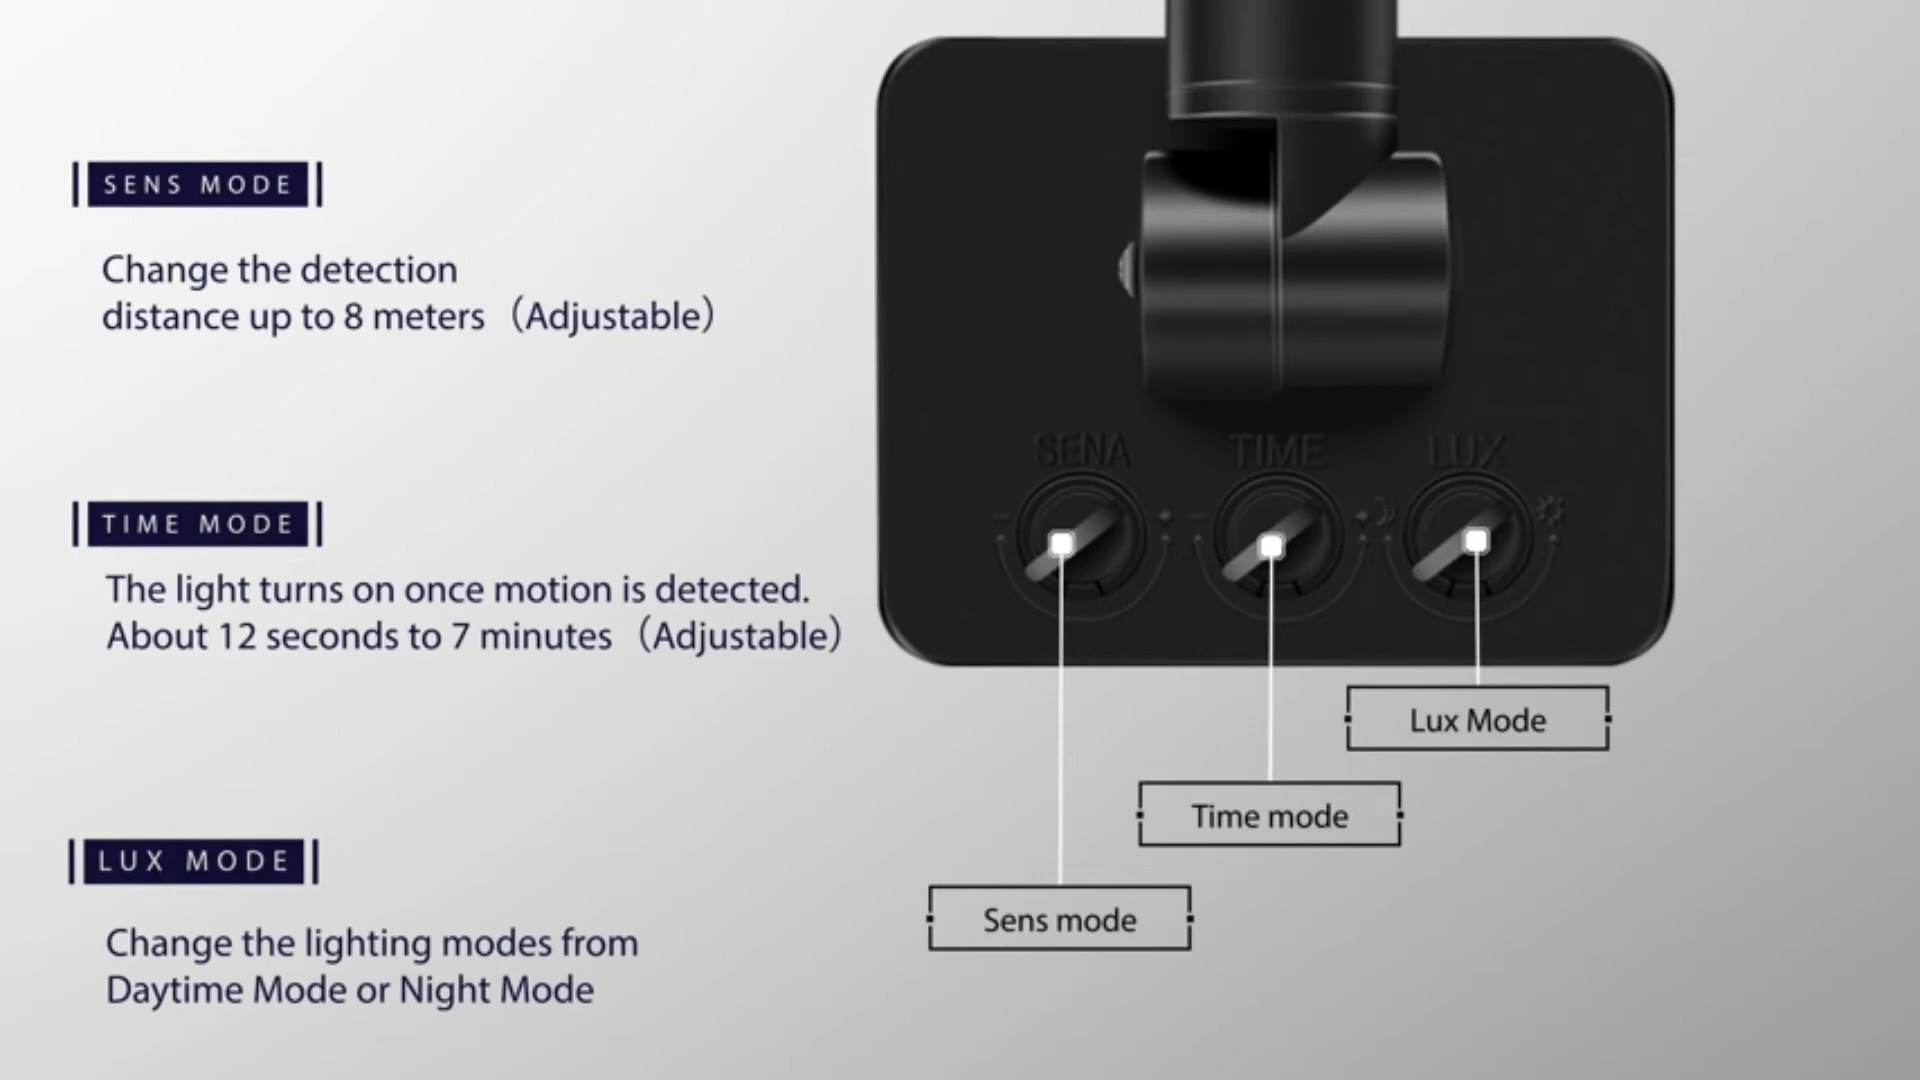 SENS MODE
Change the detection
distance up to 8 meters（Adjustable）
TIME MODE
The light turns on once motion is detected.
About 12 seconds to 7 minutes（Adjustable）
LUX MODE
Change the lighting modes from
Daytime Mode or Night Mode
SENA TIME LUX
Lux Mode
Time mode
Sens mode